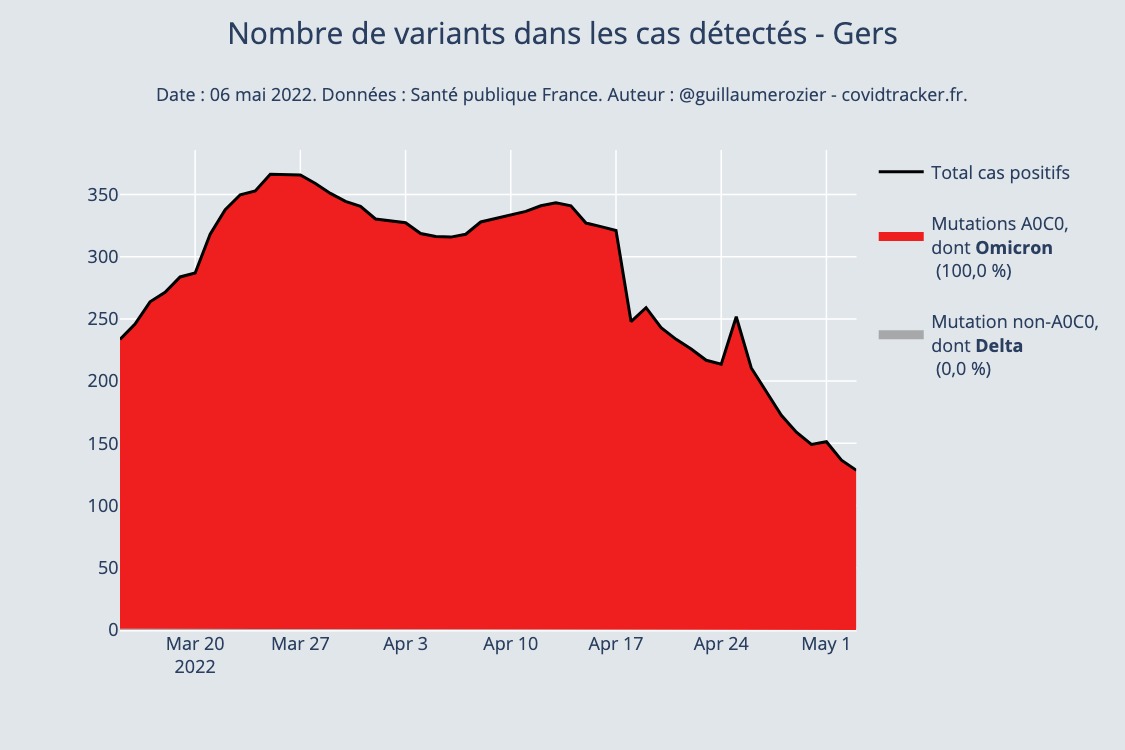 Nombre de variants dans les cas détectés - Gers
Date : 06 mai 2022. Données : Santé publique France. Auteur : @guillaumerozier - covidtracker.fr.
Total cas positifs
Mutations A0C0,
dont Omicron
(100,0 %)
Mutation non-A0C0,
dont Delta
(0,0 %)
350
300
250
200
150
100
50
0
Mar 20
2022
Mar 27
Apr 3
Apr 10
Apr 17
Apr 24
May 1